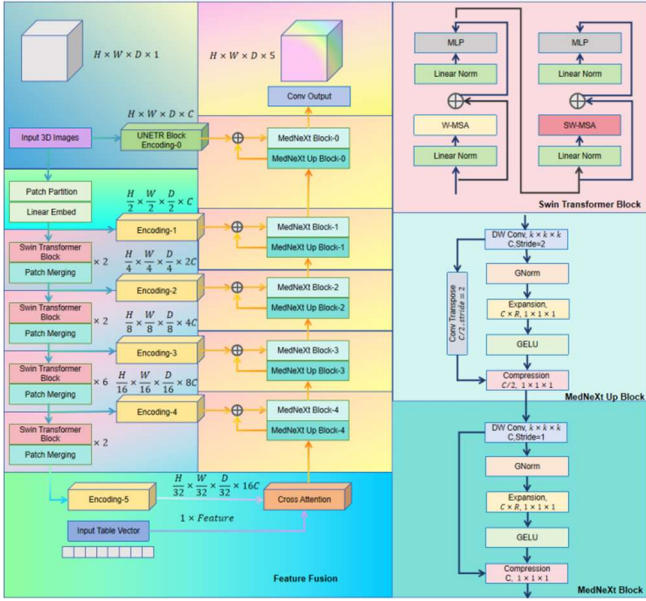 H × W × D × 1
H × W × D × 5
Conv Output
H × W × D × C
Input 3D Images
UNETR Block
Encoding-0
MedNeXt Block-0
MedNeXt Up Block-0
Patch Partition
Linear Embed
H/2 × W/2 × D/2 × C
Encoding-1
MedNeXt Block-1
MedNeXt Up Block-1
Swin Transformer
Block
Patch Merging
× 2
H/4 × W/4 × D/4 × 2C
Encoding-2
MedNeXt Block-2
MedNeXt Up Block-2
Swin Transformer
Block
Patch Merging
× 2
H/8 × W/8 × D/8 × 4C
Encoding-3
MedNeXt Block-3
MedNeXt Up Block-3
Swin Transformer
Block
Patch Merging
× 6
H/16 × W/16 × D/16 × 8C
Encoding-4
MedNeXt Block-4
MedNeXt Up Block-4
Swin Transformer
Block
Patch Merging
× 2
Encoding-5
H/32 × W/32 × D/32 × 16C
Cross Attention
Input Table Vector
1 × Feature
Feature Fusion
MLP
Linear Norm
W-MSA
Linear Norm
MLP
Linear Norm
SW-MSA
Linear Norm
Swin Transformer Block
DW Conv, k × k × k
C,Stride=2
GNorm
Expansion,
C × R, 1 × 1 × 1
GELU
Compression
C/2, 1 × 1 × 1
Conv Transpose
C/2, stride = 2
MedNeXt Up Block
DW Conv, k × k × k
C,Stride=1
GNorm
Expansion,
C × R, 1 × 1 × 1
GELU
Compression
C, 1 × 1 × 1
MedNeXt Block